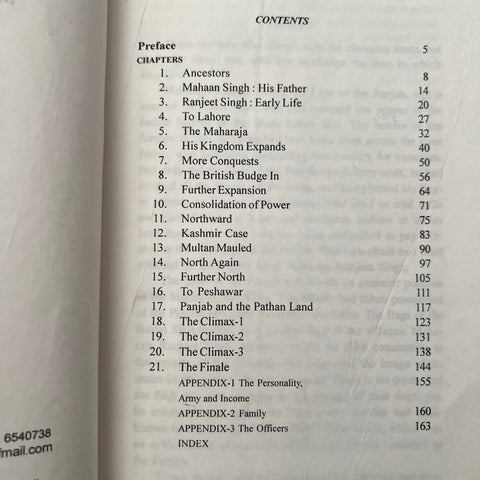 CONTENTS
Preface 5
CHAPTERS
1. Ancestors 8
2. Mahaan Singh : His Father 14
3. Ranjeet Singh : Early Life 20
4. To Lahore 27
5. The Maharaja 32
6. His Kingdom Expands 40
7. More Conquests 50
8. The British Budge In 56
9. Further Expansion 64
10. Consolidation of Power 71
11. Northward 75
12. Kashmir Case 83
13. Multan Mauled 90
14. North Again 97
15. Further North 105
16. To Peshawar 111
17. Panjab and the Pathan Land 117
18. The Climax-1 123
19. The Climax-2 131
20. The Climax-3 138
21. The Finale 144
APPENDIX-1 The Personality, 155
Army and Income
APPENDIX-2 Family 160
APPENDIX-3 The Officers 163
INDEX
6540738
mail.com